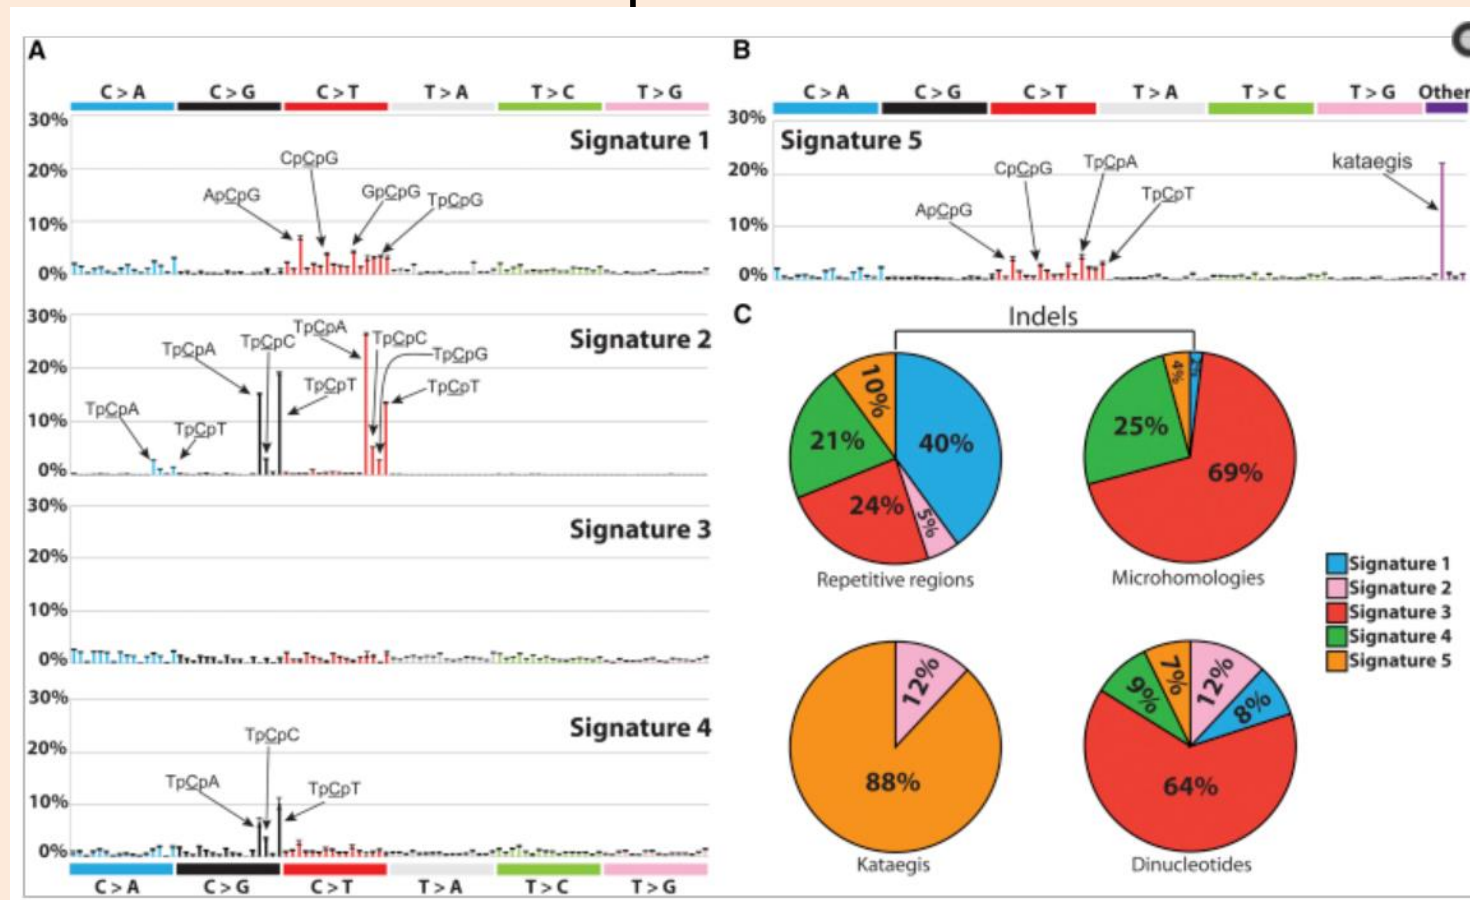 A
C > A C > G C > T T > A T > C T > G
30%
Signature 1
20%
CpCpG
ApCpG
GpCpG
TpCpG
10%
0%
30%
Signature 2
20%
TpCpA
TpCpC
TpCpA
TpCpC
TpCpG
TpCpT
TpCpT
10%
TpCpA
TpCpT
0%
30%
Signature 3
20%
10%
0%
30%
Signature 4
20%
TpCpC
TpCpA
TpCpT
10%
0%
C > A C > G C > T T > A T > C T > G
B
C > A C > G C > T T > A T > C T > G Other
30%
Signature 5
20%
CpCpG
TpCpA
kataegis
ApCpG
TpCpT
10%
0%
C
Indels
10%
40%
21%
24%
5%
Repetitive regions
4%
2%
25%
69%
Microhomologies
Signature 1
Signature 2
Signature 3
Signature 4
Signature 5
12%
88%
Kataegis
9%
7%
12%
8%
64%
Dinucleotides